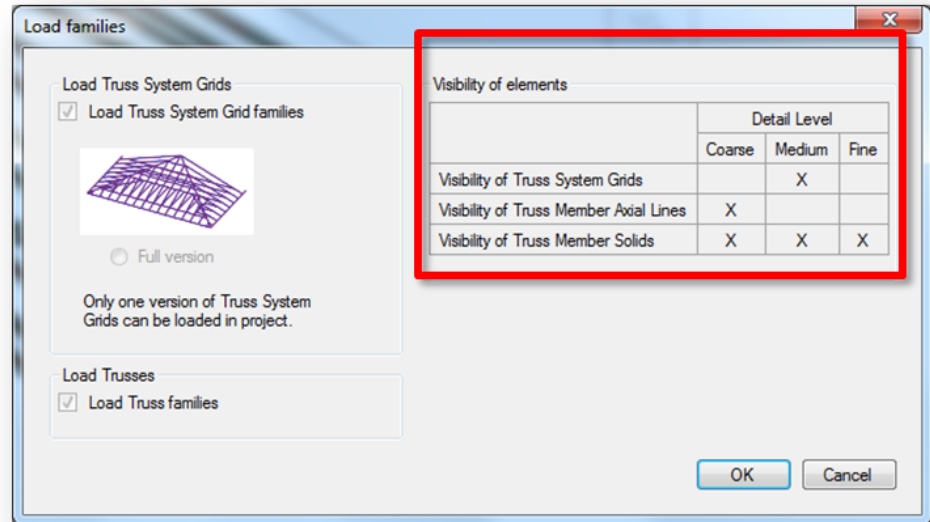 Load families
X
Load Truss System Grids
Load Truss System Grid families
Full version
Only one version of Truss System
Grids can be loaded in project.
Load Trusses
Load Truss families
Visibility of elements
Detail Level
Coarse Medium Fine
Visibility of Truss System Grids X
Visibility of Truss Member Axial Lines X
Visibility of Truss Member Solids X X X
OK Cancel